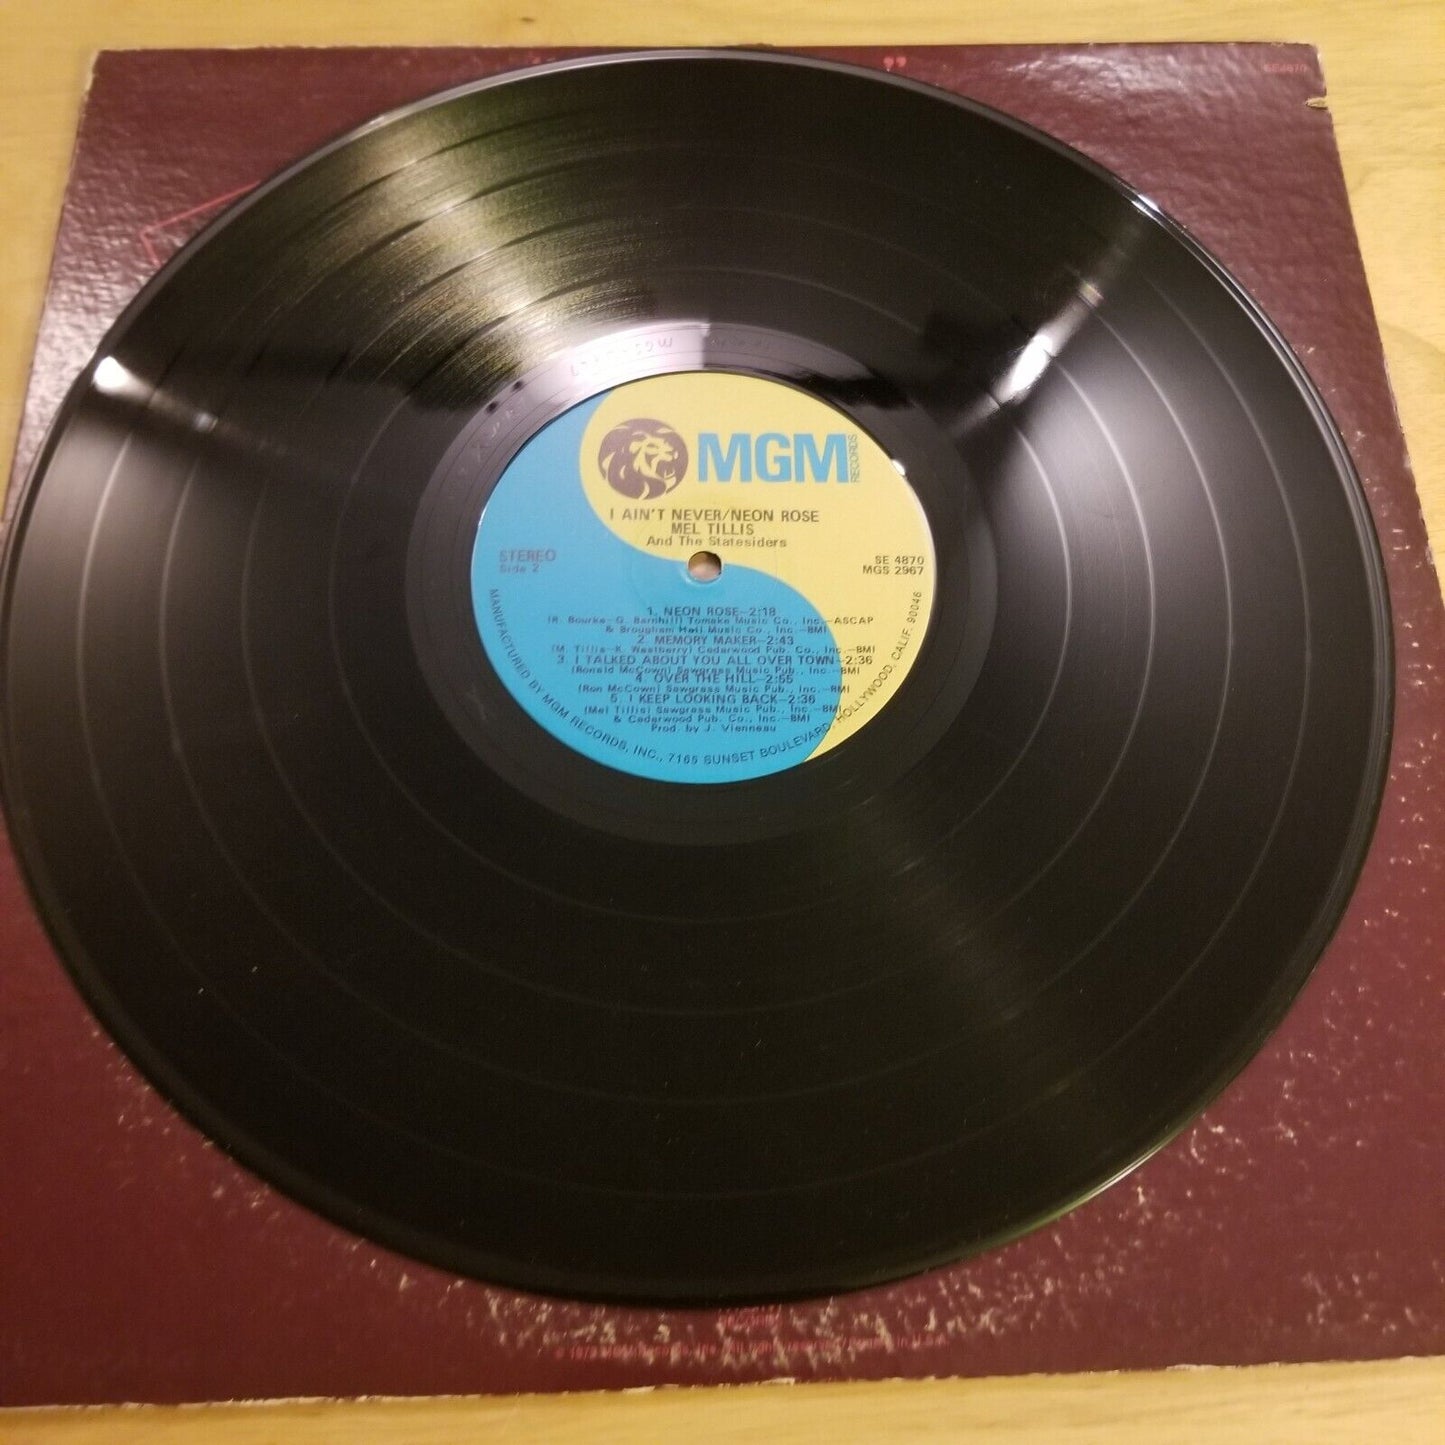 SE4870
MGM
RECORDS
I AIN'T NEVER/NEON ROSE
MEL TILLIS
And The Statesiders
STEREO
Side 2
SE 4870
MGS 2967
1. NEON ROSE—2:18
(R. Bourke—G. Barnhill) Tomake Music Co., Inc.—ASCAP
& Brougham Hall Music Co., Inc.—BMI
2. MEMORY MAKER—2:43
(M. Tillis—K. Westberry) Cedarwood Pub. Co., Inc.—BMI
3. I TALKED ABOUT YOU ALL OVER TOWN—2:36
(Ronald McCown) Sawgrass Music Pub., Inc.—BMI
4. OVER THE HILL—2:55
(Ron McCown) Sawgrass Music Pub., Inc.—BMI
5. I KEEP LOOKING BACK—2:36
(Mel Tillis) Sawgrass Music Pub., Inc.—BMI
& Cedarwood Pub. Co., Inc.—BMI
Prod. by J. Vienneau
MANUFACTURED BY MGM RECORDS, INC., 7165 SUNSET BOULEVARD, HOLLYWOOD, CALIF. 90046